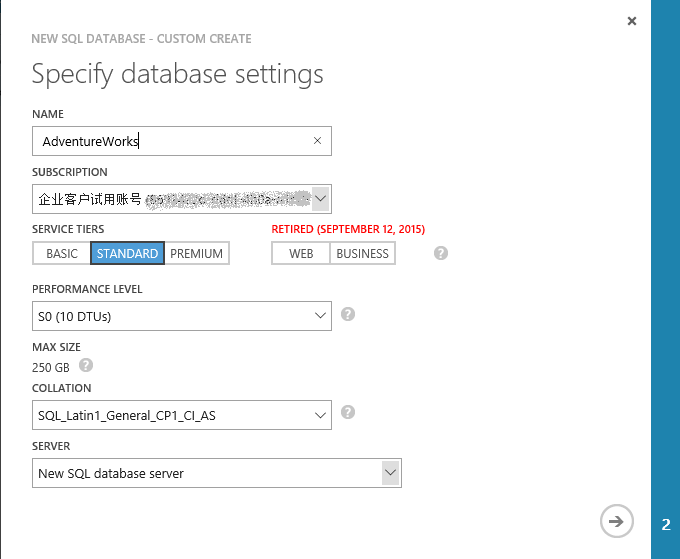 NEW SQL DATABASE - CUSTOM CREATE
Specify database settings
NAME
AdventureWorks
SUBSCRIPTION
企业客户试用账号
SERVICE TIERS RETIRED (SEPTEMBER 12, 2015)
BASIC STANDARD PREMIUM WEB BUSINESS ?
PERFORMANCE LEVEL
S0 (10 DTUs) ?
MAX SIZE
250 GB ?
COLLATION
SQL_Latin1_General_CP1_CI_AS ?
SERVER
New SQL database server
2